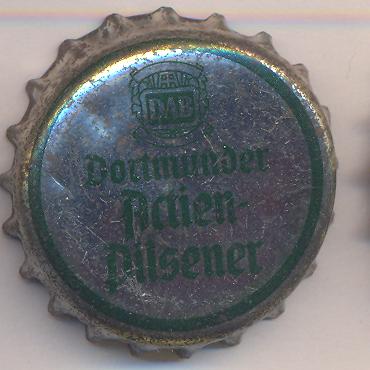 DAB
Dortmunder
Actien-
Pilsener